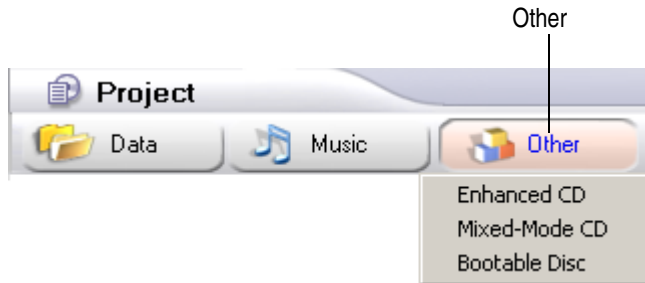 Other
Project
Data Music Other
Enhanced CD
Mixed-Mode CD
Bootable Disc